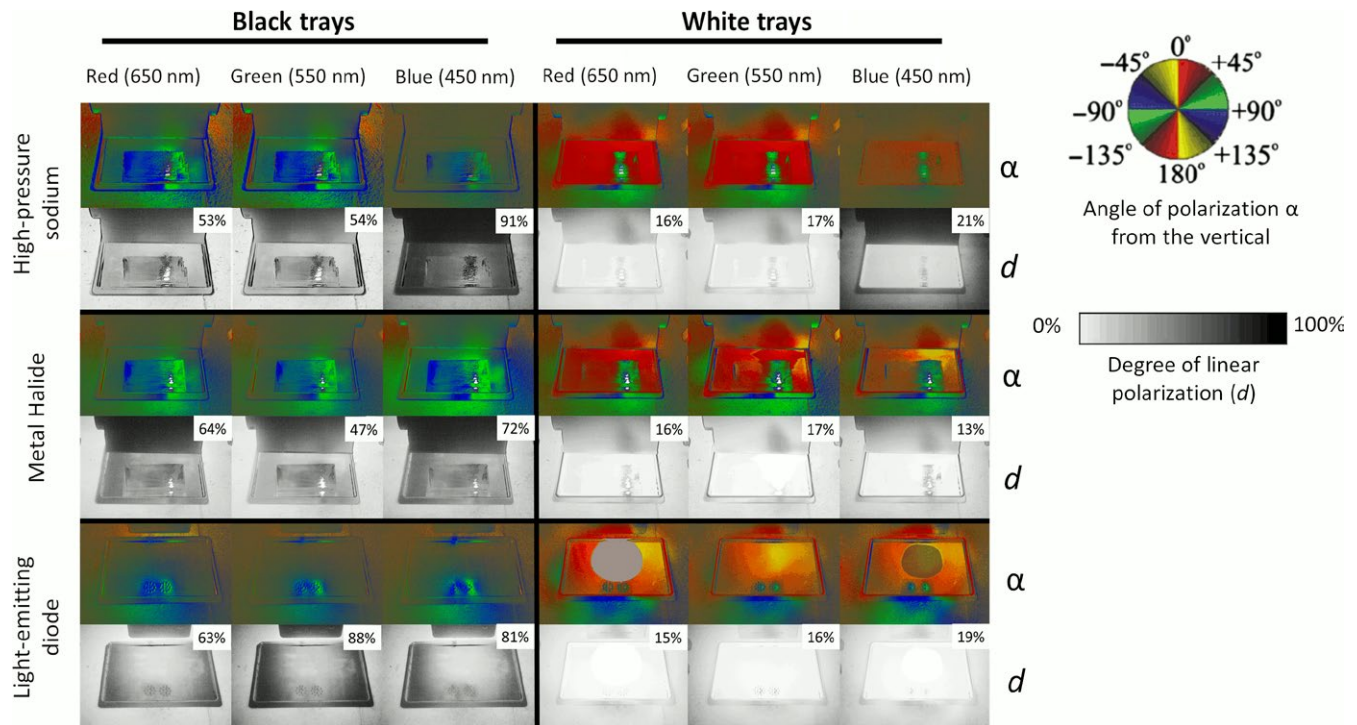 Black trays
White trays
Red (650 nm) Green (550 nm) Blue (450 nm) Red (650 nm) Green (550 nm) Blue (450 nm)
High-pressure
sodium
α
53% 54% 91% 16% 17% 21%
d
Metal Halide
α
64% 47% 72% 16% 17% 13%
d
Light-emitting
diode
α
63% 88% 81% 15% 16% 19%
d
0°
−45° +45°
−90° +90°
−135° +135°
180°
Angle of polarization α
from the vertical
0% 100%
Degree of linear
polarization (d)